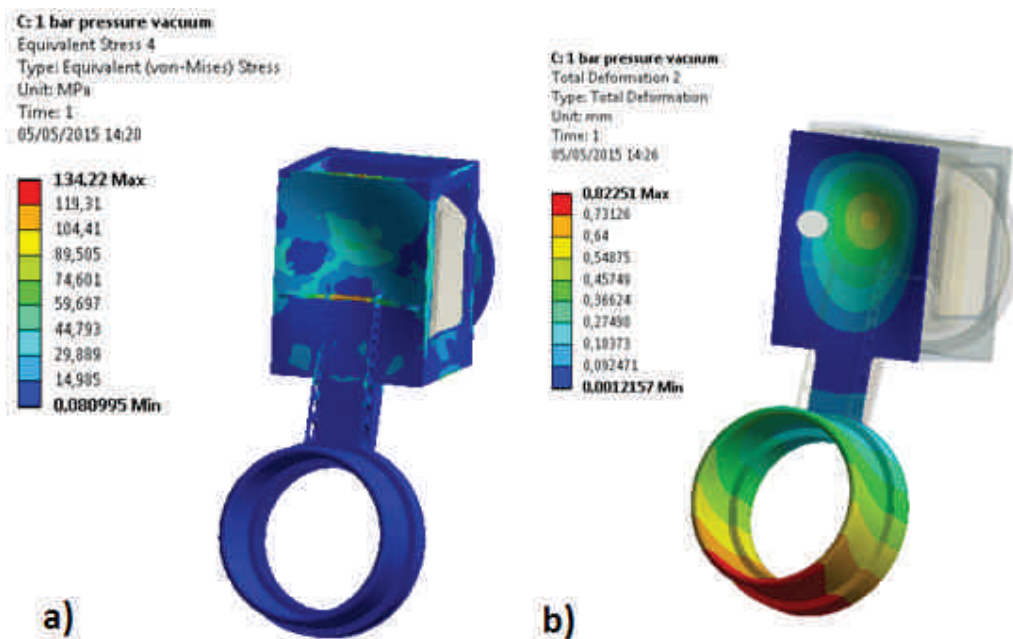 C: 1 bar pressure vacuum
Equivalent Stress 4
Type: Equivalent (von-Mises) Stress
Unit: MPa
Time: 1
05/05/2015 14:20
134,22 Max
119,31
104,41
89,505
74,601
59,697
44,793
29,889
14,985
0,080995 Min
a)
C: 1 bar pressure vacuum
Total Deformation 2
Type: Total Deformation
Unit: mm
Time: 1
05/05/2015 14:26
0,82251 Max
0,73126
0,64
0,54875
0,45749
0,36624
0,27498
0,18373
0,092471
0,0012157 Min
b)